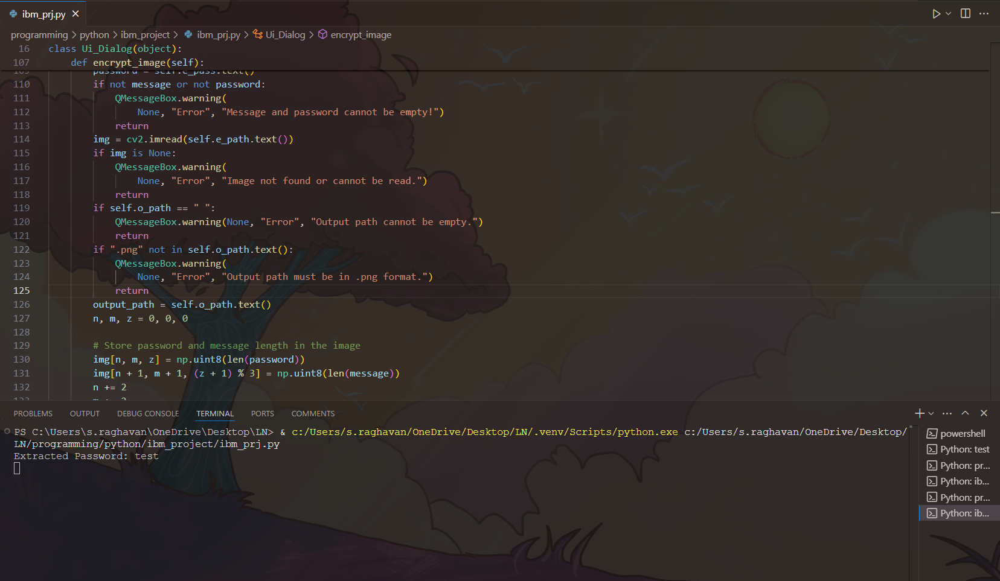 ibm_prj.py
programming > python > ibm_project > ibm_prj.py > Ui_Dialog > encrypt_image
16 class Ui_Dialog(object):
107 def encrypt_image(self):
109 password = self.e_pass.text()
110 if not message or not password:
111 QMessageBox.warning(
112 None, "Error", "Message and password cannot be empty!")
113 return
114 img = cv2.imread(self.e_path.text())
115 if img is None:
116 QMessageBox.warning(
117 None, "Error", "Image not found or cannot be read.")
118 return
119 if self.o_path == " ":
120 QMessageBox.warning(None, "Error", "Output path cannot be empty.")
121 return
122 if ".png" not in self.o_path.text():
123 QMessageBox.warning(
124 None, "Error", "Output path must be in .png format.")
125 return
126 output_path = self.o_path.text()
127 n, m, z = 0, 0, 0
128
129 # Store password and message length in the image
130 img[n, m, z] = np.uint8(len(password))
131 img[n + 1, m + 1, (z + 1) % 3] = np.uint8(len(message))
132 n += 2
PROBLEMS OUTPUT DEBUG CONSOLE TERMINAL PORTS COMMENTS
PS C:\Users\s.raghavan\OneDrive\Desktop\LN> & c:/Users/s.raghavan/OneDrive/Desktop/LN/.venv/Scripts/python.exe c:/Users/s.raghavan/OneDrive/Desktop/
LN/programming/python/ibm_project/ibm_prj.py
Extracted Password: test
powershell
Python: test
Python: pr...
Python: ib...
Python: pr...
Python: ib...